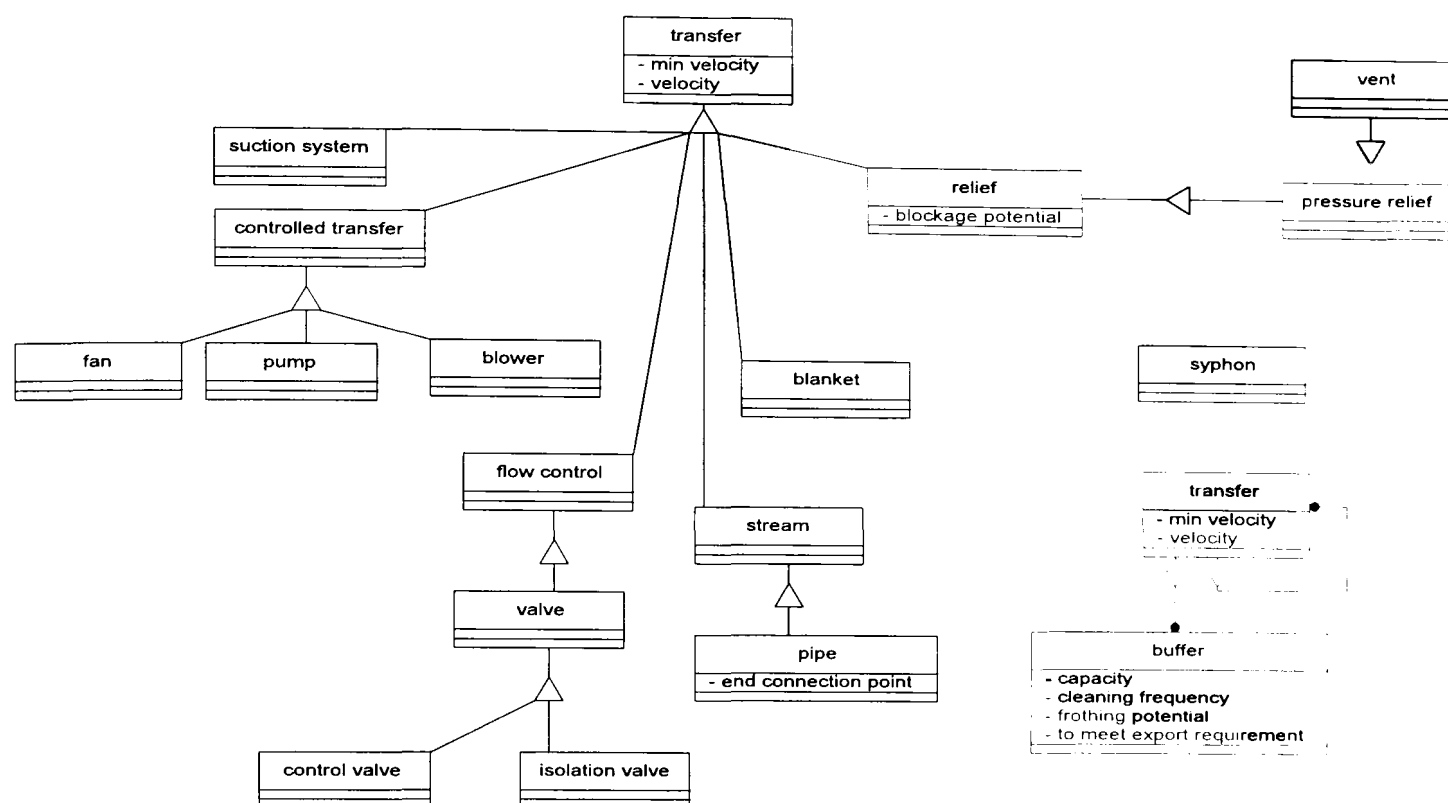 transfer
- min velocity
- velocity
vent
suction system
relief
- blockage potential
pressure relief
controlled transfer
fan
pump
blower
blanket
syphon
flow control
stream
transfer
- min velocity
- velocity
valve
pipe
- end connection point
buffer
- capacity
- cleaning frequency
- frothing potential
- to meet export requirement
control valve
isolation valve